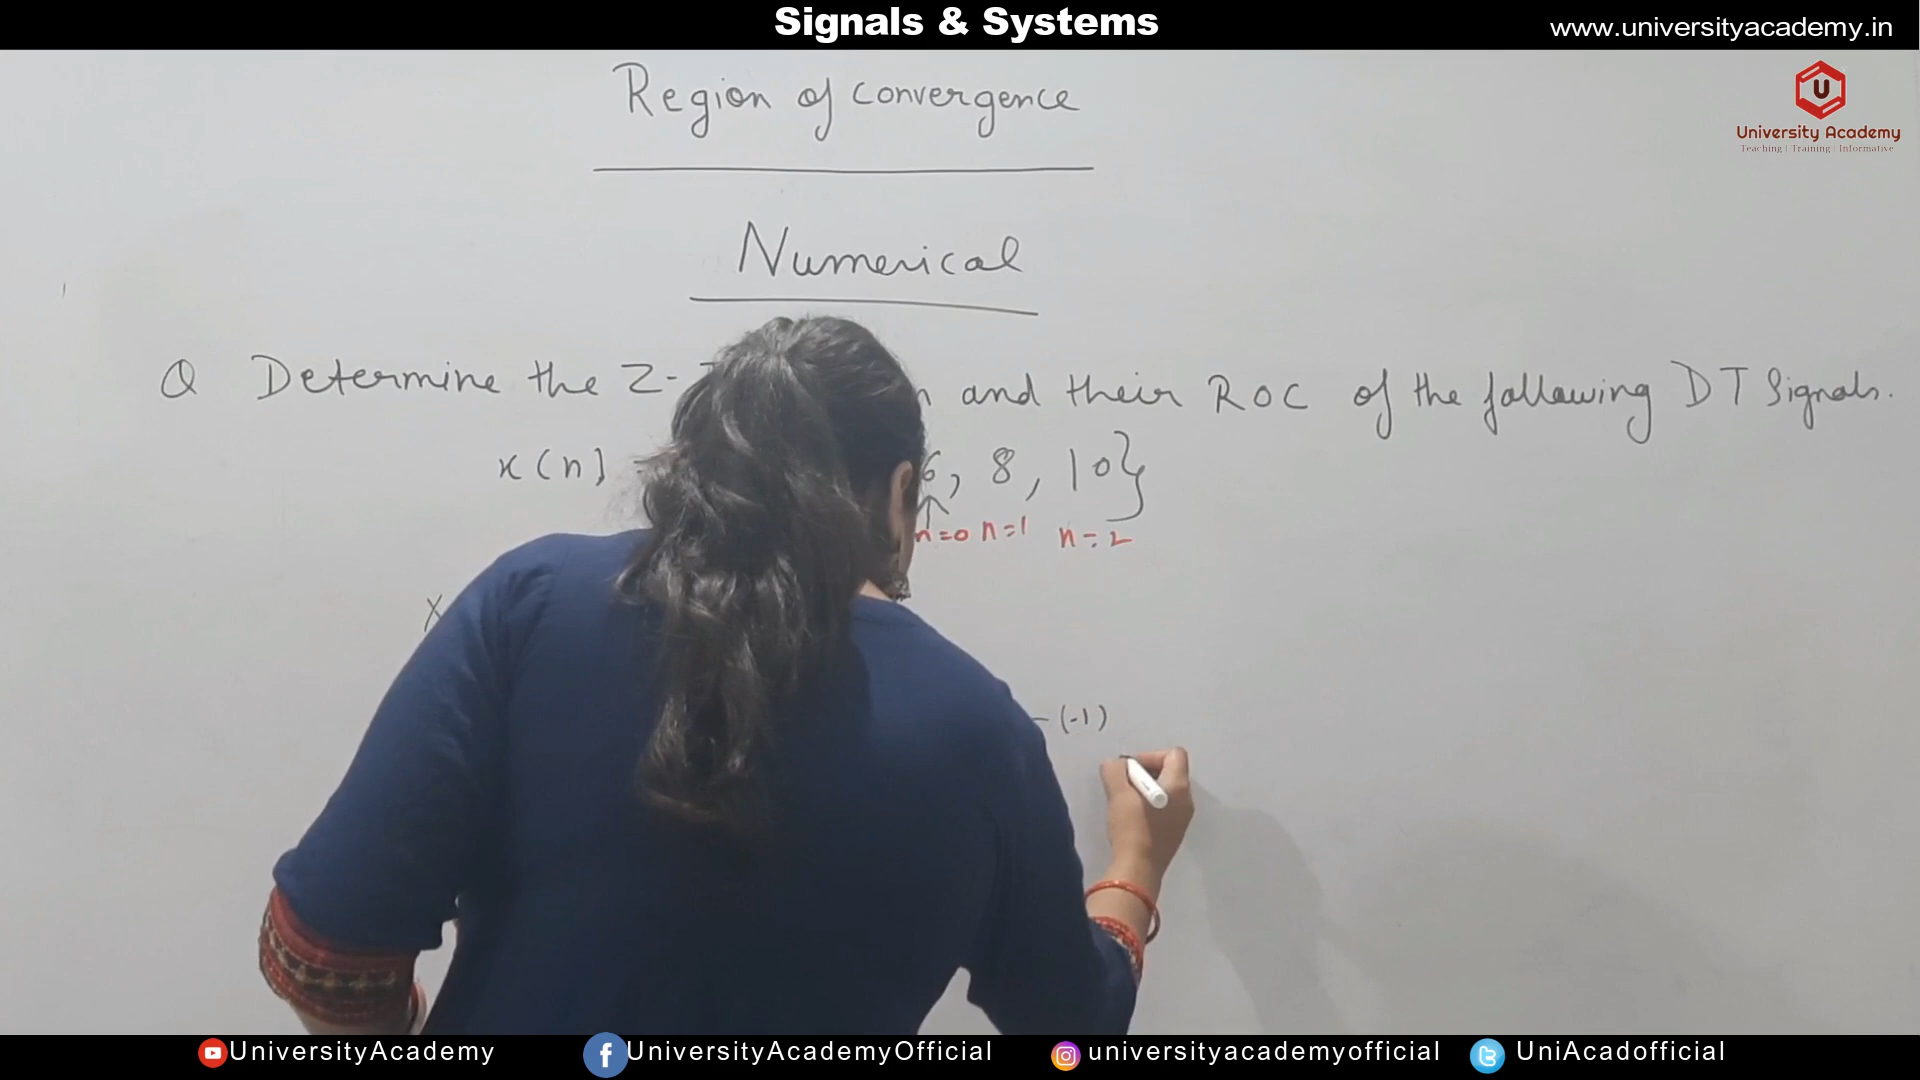 Signals & Systems
www.universityacademy.in
U
University Academy
Teaching | Training | Informative
Region of convergence
Numerical
Q Determine the Z- and their ROC of the following DT Signals.
x(n) 6, 8, 10}
n=0 n=1 n=2
X
-(-1)
UniversityAcademy
UniversityAcademyOfficial
universityacademyofficial
UniAcadofficial